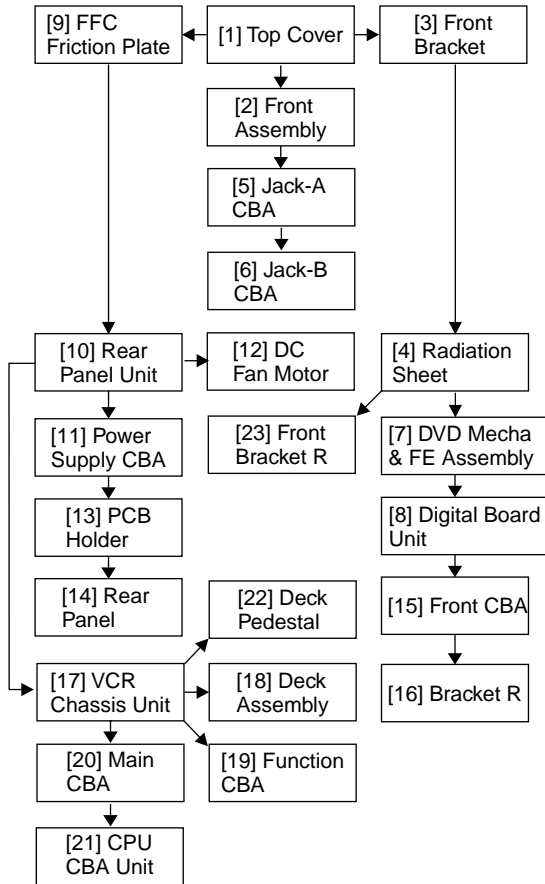 [9] FFC
Friction Plate
[1] Top Cover
[3] Front
Bracket
[2] Front
Assembly
[5] Jack-A
CBA
[6] Jack-B
CBA
[10] Rear
Panel Unit
[12] DC
Fan Motor
[4] Radiation
Sheet
[11] Power
Supply CBA
[23] Front
Bracket R
[7] DVD Mecha
& FE Assembly
[13] PCB
Holder
[8] Digital Board
Unit
[14] Rear
Panel
[22] Deck
Pedestal
[15] Front CBA
[17] VCR
Chassis Unit
[18] Deck
Assembly
[16] Bracket R
[20] Main
CBA
[19] Function
CBA
[21] CPU
CBA Unit